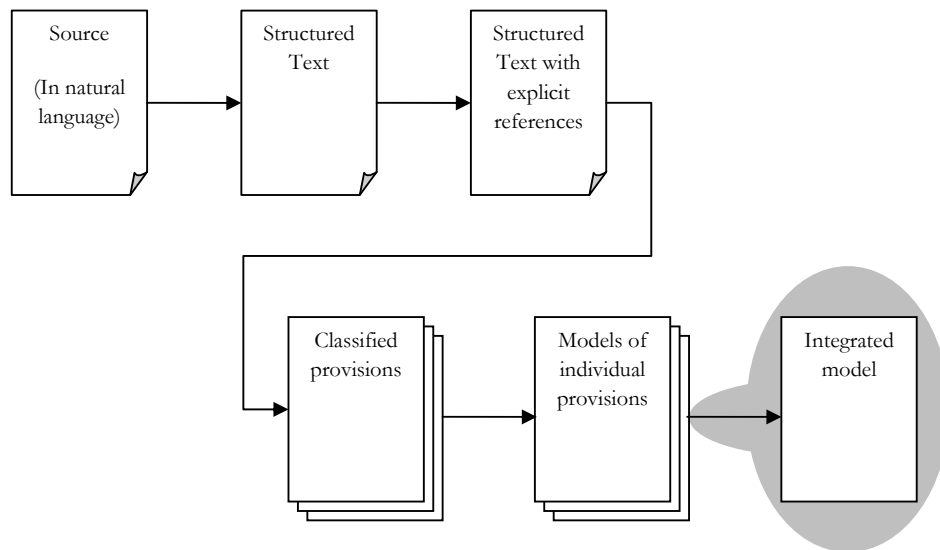 Source
(In natural
language)
Structured
Text
Structured
Text with
explicit
references
Classified
provisions
Models of
individual
provisions
Integrated
model